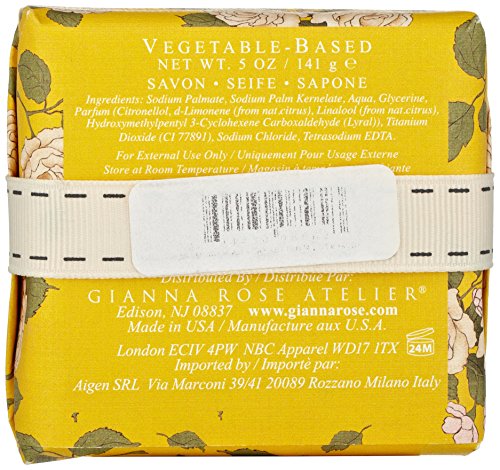 VEGETABLE-BASED
NET WT. 5 OZ / 141 g ℮
SAVON • SEIFE • SAPONE
Ingredients: Sodium Palmate, Sodium Palm Kernelate, Aqua, Glycerine,
Parfum (Citronellol, d-Limonene (from nat.citrus), Linalool (from nat.citrus),
Hydroxymethylpentyl 3-Cyclohexene Carboxaldehyde (Lyral)), Titanium
Dioxide (CI 77891), Sodium Chloride, Tetrasodium EDTA.
For External Use Only / Uniquement Pour Usage Externe
Store at Room Temperature / Magasin à
Distributed By / Distribue Par:
GIANNA ROSE ATELIER®
Edison, NJ 08837 www.giannarose.com
Made in USA / Manufacture aux U.S.A.
London ECIV 4PW NBC Apparel WD17 1TX 24M
Imported by / Importé par:
Aigen SRL Via Marconi 39/41 20089 Rozzano Milano Italy